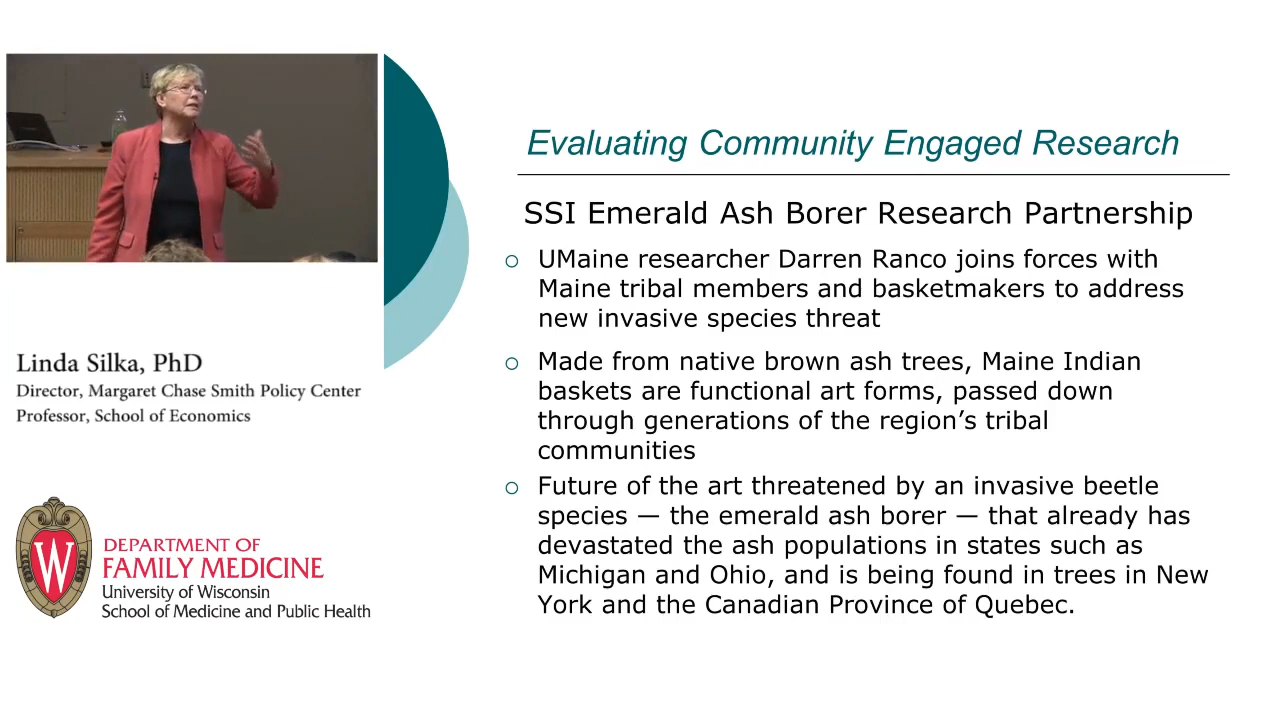 Evaluating Community Engaged Research
SSI Emerald Ash Borer Research Partnership
UMaine researcher Darren Ranco joins forces with
Maine tribal members and basketmakers to address
new invasive species threat
Made from native brown ash trees, Maine Indian
baskets are functional art forms, passed down
through generations of the region’s tribal
communities
Future of the art threatened by an invasive beetle
species — the emerald ash borer — that already has
devastated the ash populations in states such as
Michigan and Ohio, and is being found in trees in New
York and the Canadian Province of Quebec.
Linda Silka, PhD
Director, Margaret Chase Smith Policy Center
Professor, School of Economics
W
DEPARTMENT OF
FAMILY MEDICINE
University of Wisconsin
School of Medicine and Public Health